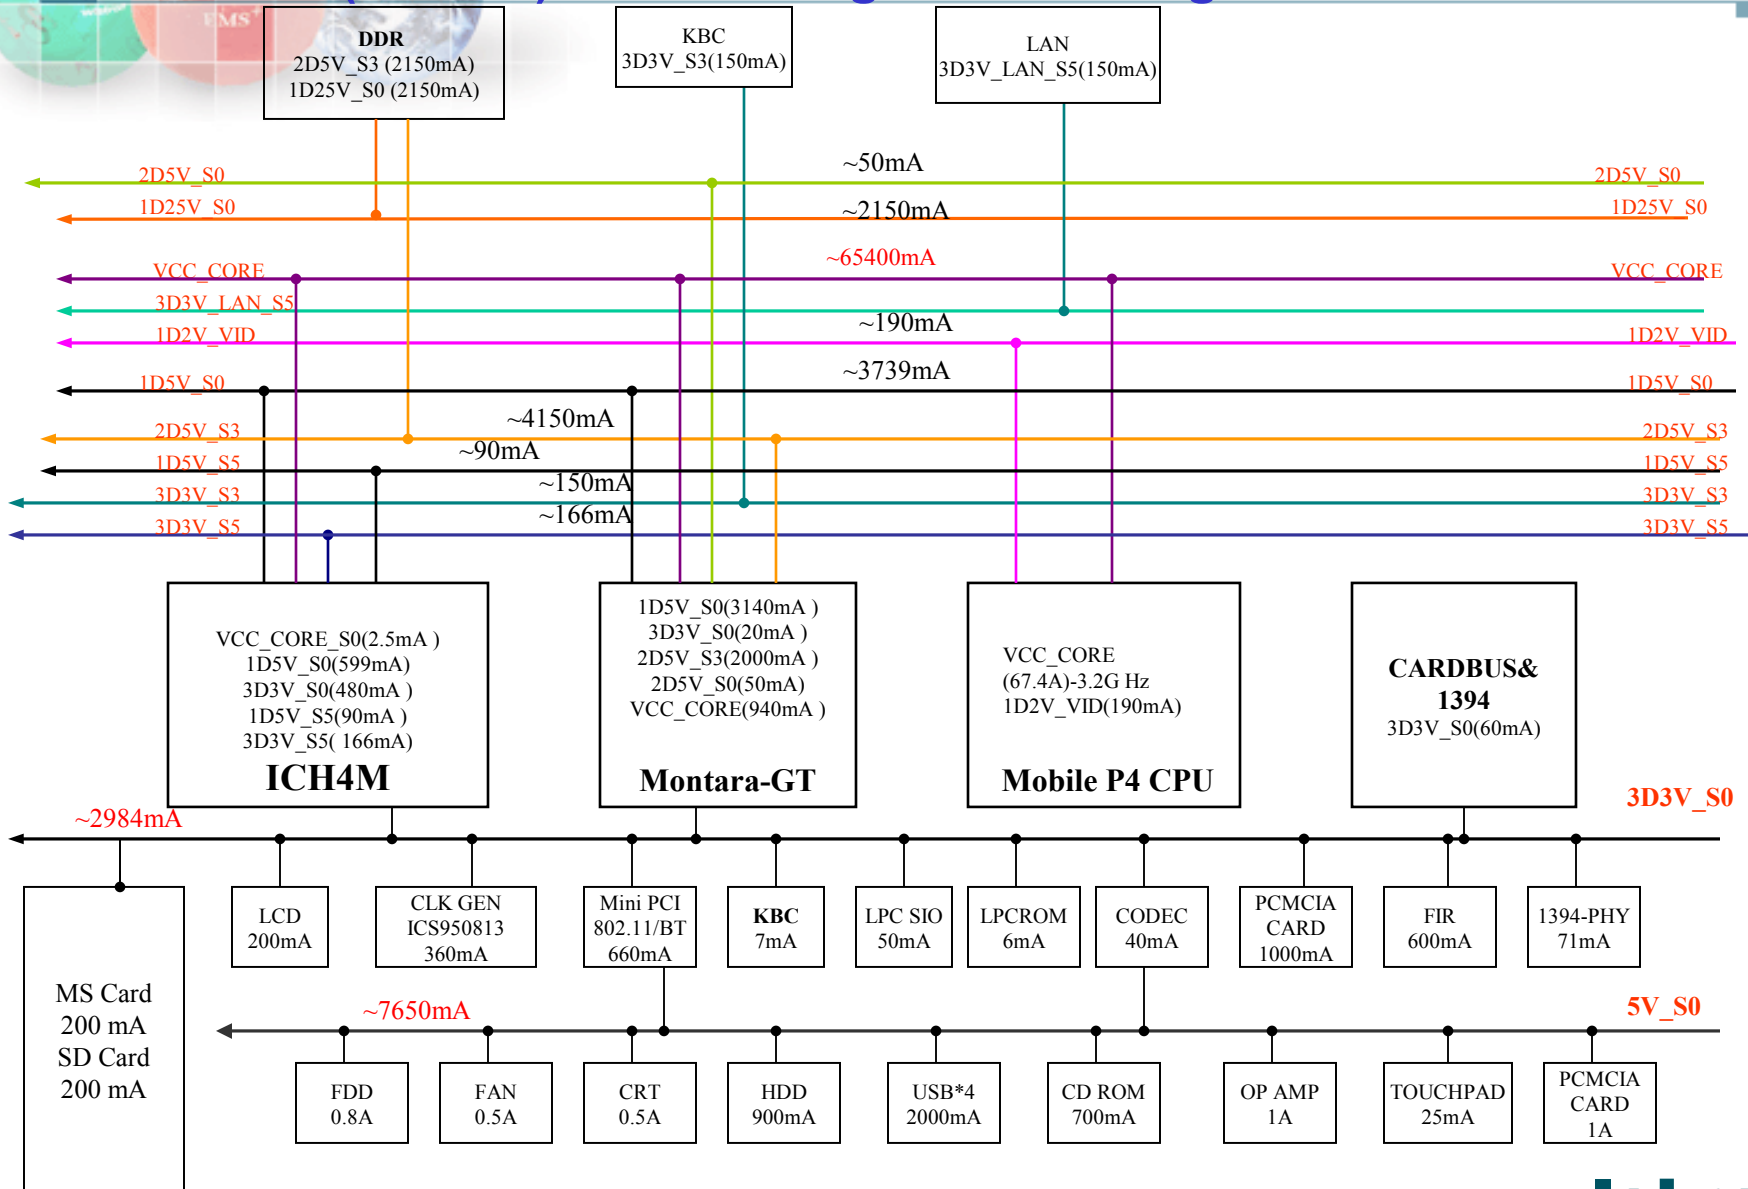 EMS+
DDR
2D5V_S3 (2150mA)
1D25V_S0 (2150mA)
KBC
3D3V_S3(150mA)
LAN
3D3V_LAN_S5(150mA)
2D5V_S0
~50mA
2D5V_S0
1D25V_S0
~2150mA
1D25V_S0
VCC_CORE
~65400mA
VCC_CORE
3D3V_LAN_S5
1D2V_VID
~190mA
1D2V_VID
1D5V_S0
~3739mA
1D5V_S0
2D5V_S3
~4150mA
2D5V_S3
1D5V_S5
~90mA
1D5V_S5
3D3V_S3
~150mA
3D3V_S3
3D3V_S5
~166mA
3D3V_S5
VCC_CORE_S0(2.5mA )
1D5V_S0(599mA)
3D3V_S0(480mA )
1D5V_S5(90mA )
3D3V_S5( 166mA)
ICH4M
1D5V_S0(3140mA )
3D3V_S0(20mA )
2D5V_S3(2000mA )
2D5V_S0(50mA)
VCC_CORE(940mA )
Montara-GT
VCC_CORE
(67.4A)-3.2G Hz
1D2V_VID(190mA)
Mobile P4 CPU
CARDBUS&
1394
3D3V_S0(60mA)
~2984mA
3D3V_S0
MS Card
200 mA
SD Card
200 mA
LCD
200mA
CLK GEN
ICS950813
360mA
Mini PCI
802.11/BT
660mA
KBC
7mA
LPC SIO
50mA
LPCROM
6mA
CODEC
40mA
PCMCIA
CARD
1000mA
FIR
600mA
1394-PHY
71mA
~7650mA
5V_S0
FDD
0.8A
FAN
0.5A
CRT
0.5A
HDD
900mA
USB*4
2000mA
CD ROM
700mA
OP AMP
1A
TOUCHPAD
25mA
PCMCIA
CARD
1A